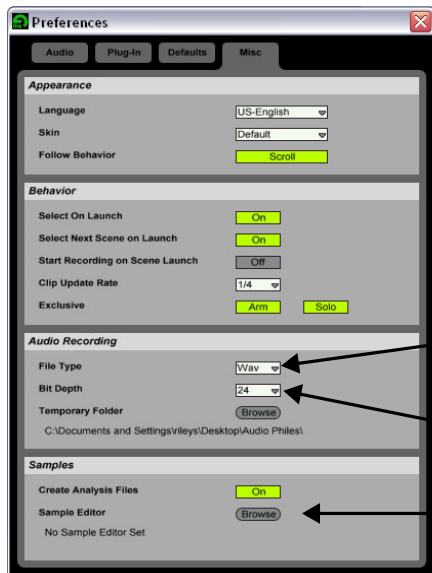 Preferences
Audio Plug-In Defaults Misc
Appearance
Language US-English
Skin Default
Follow Behavior Scroll
Behavior
Select On Launch On
Select Next Scene on Launch On
Start Recording on Scene Launch Off
Clip Update Rate 1/4
Exclusive Arm Solo
Audio Recording
File Type Wav
Bit Depth 24
Temporary Folder Browse
C:\Documents and Settings\rileys\Desktop\Audio Philes\
Samples
Create Analysis Files On
Sample Editor Browse
No Sample Editor Set